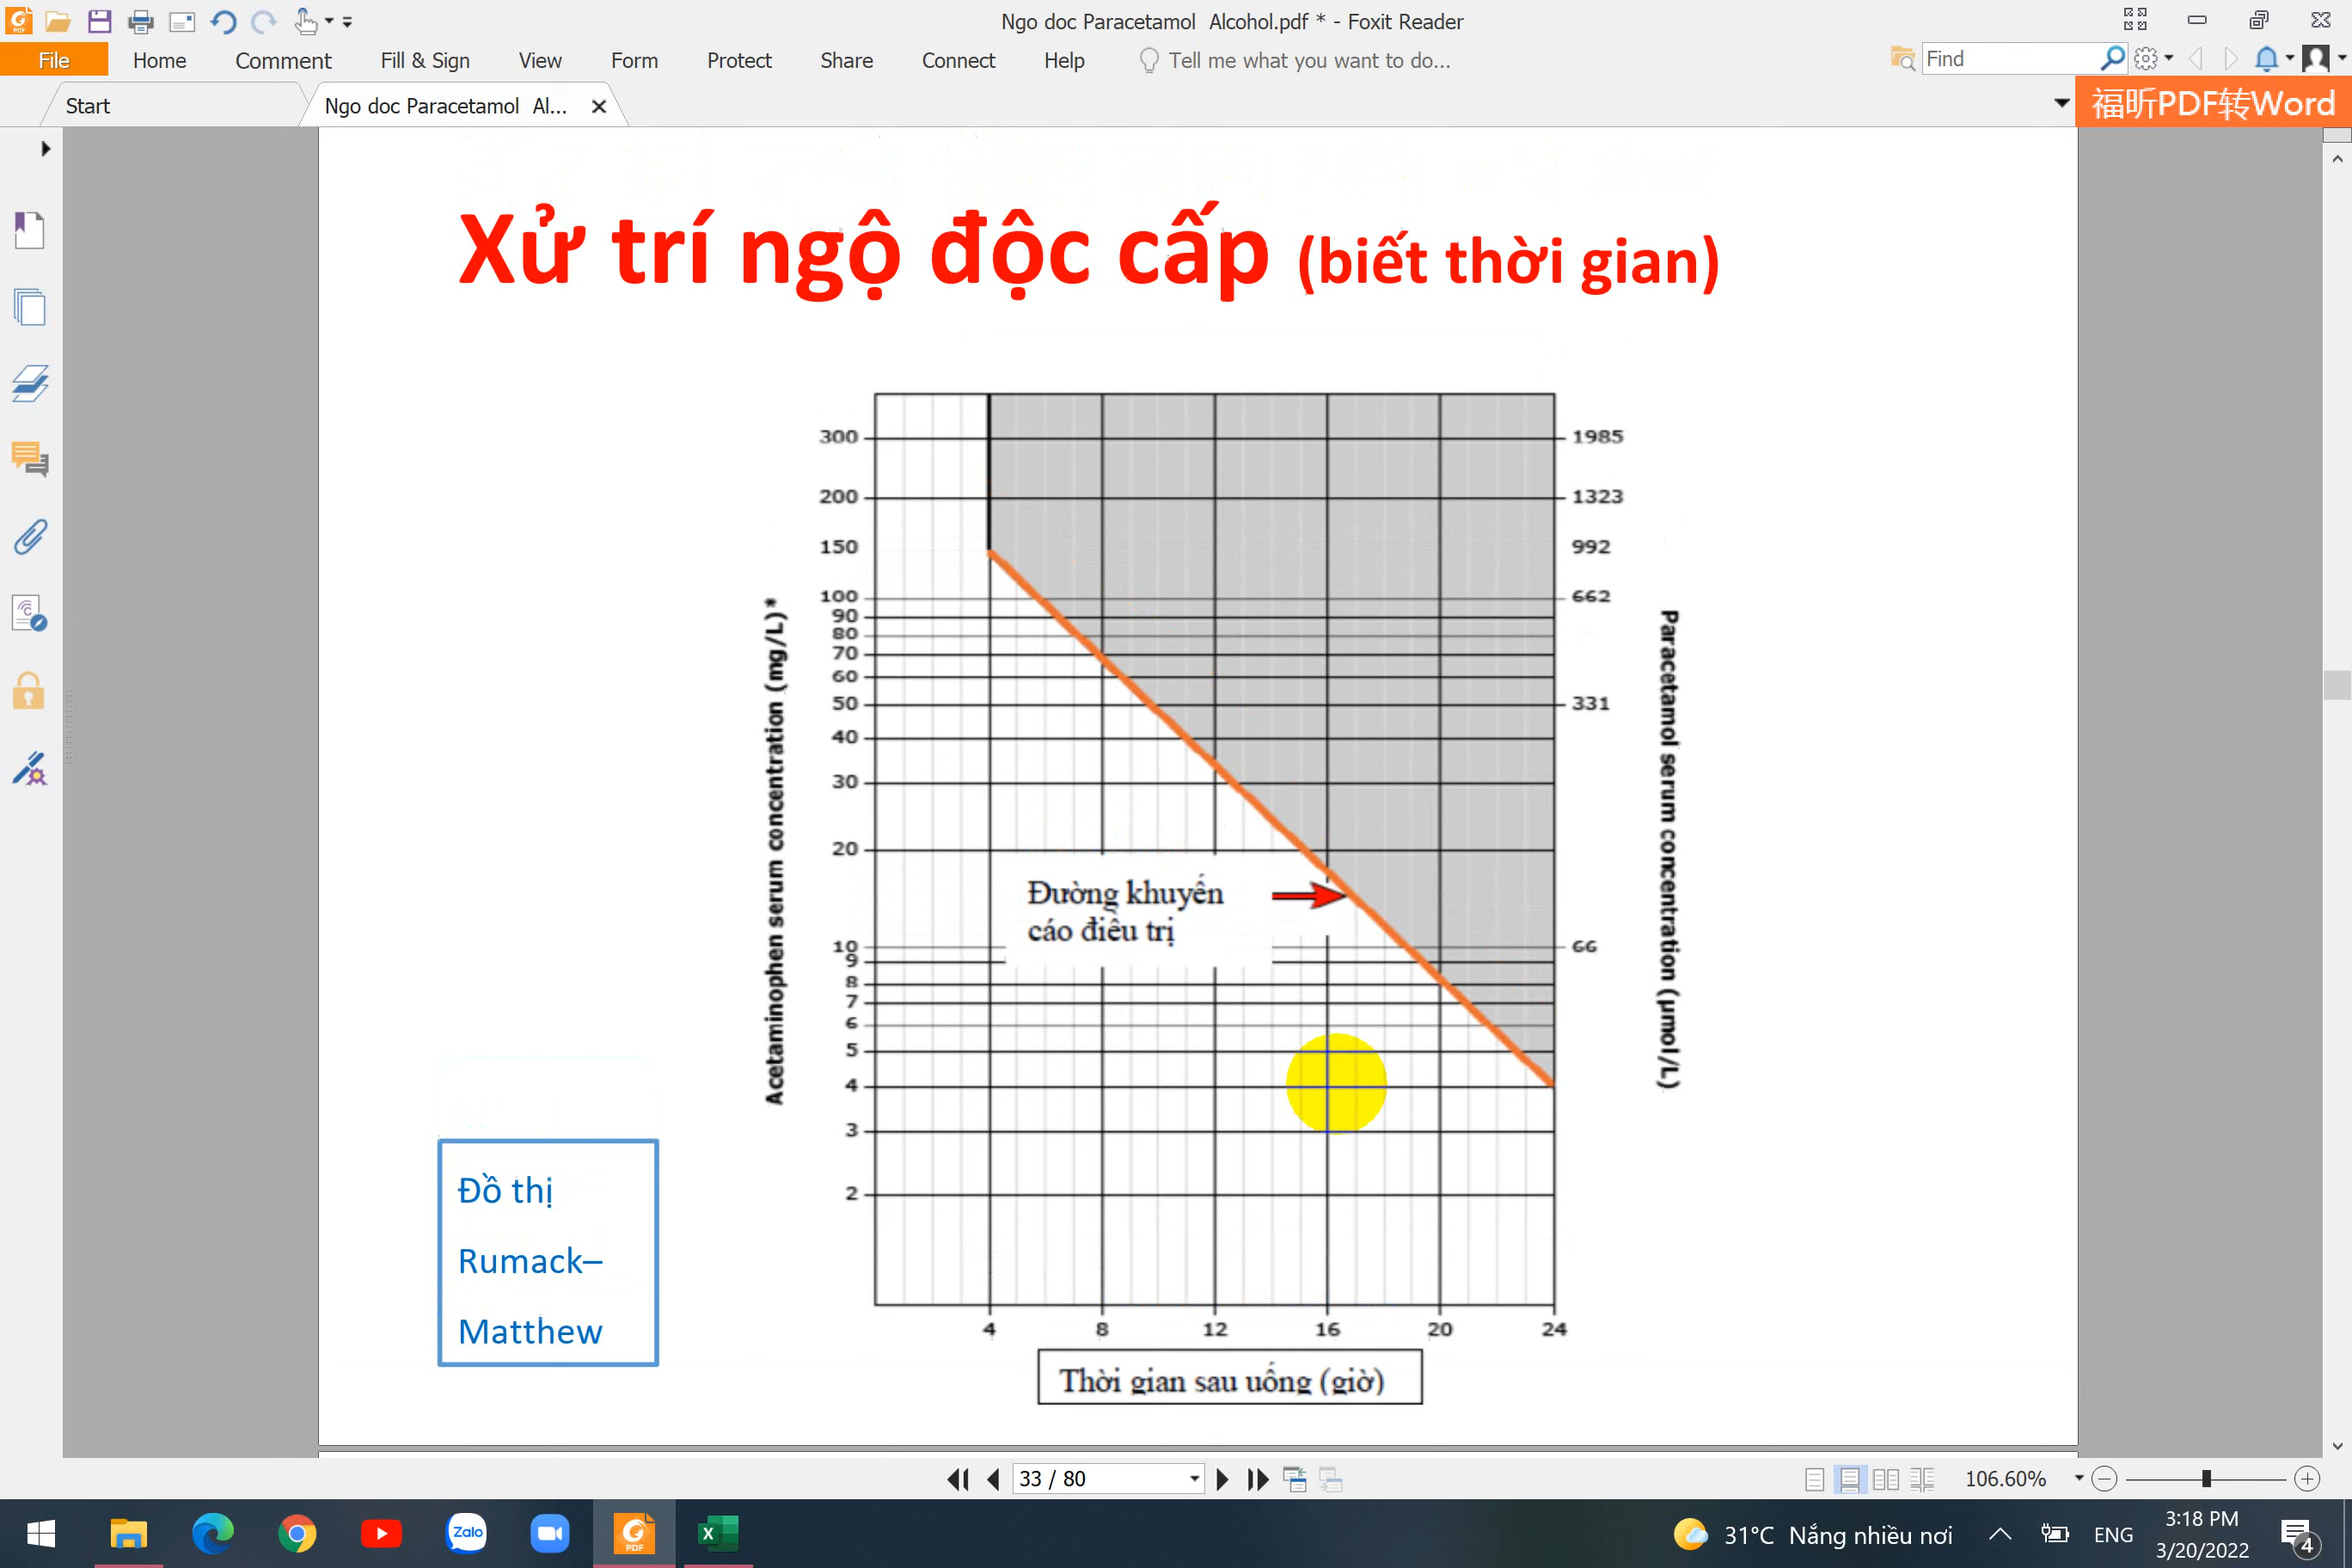 Ngo doc Paracetamol  Alcohol.pdf * - Foxit Reader
File Home Comment Fill & Sign View Form Protect Share Connect Help Tell me what you want to do... Find
Start Ngo doc Paracetamol  Al... 福昕PDF转Word
Xử trí ngộ độc cấp (biết thời gian)
300 1985
200 1323
150 992
100 662
90
80
70
60
50 331
40
30
20
10 66
9
8
7
6
5
4
3
2
Acetaminophen serum concentration (mg/L)*
Paracetamol serum concentration (µmol/L)
Đường khuyến
cáo điều trị
4 8 12 16 20 24
Thời gian sau uống (giờ)
Đồ thị
Rumack–
Matthew
33 / 80 106.60%
Zalo PDF X
31°C Nắng nhiều nơi ENG
3:18 PM
3/20/2022
4